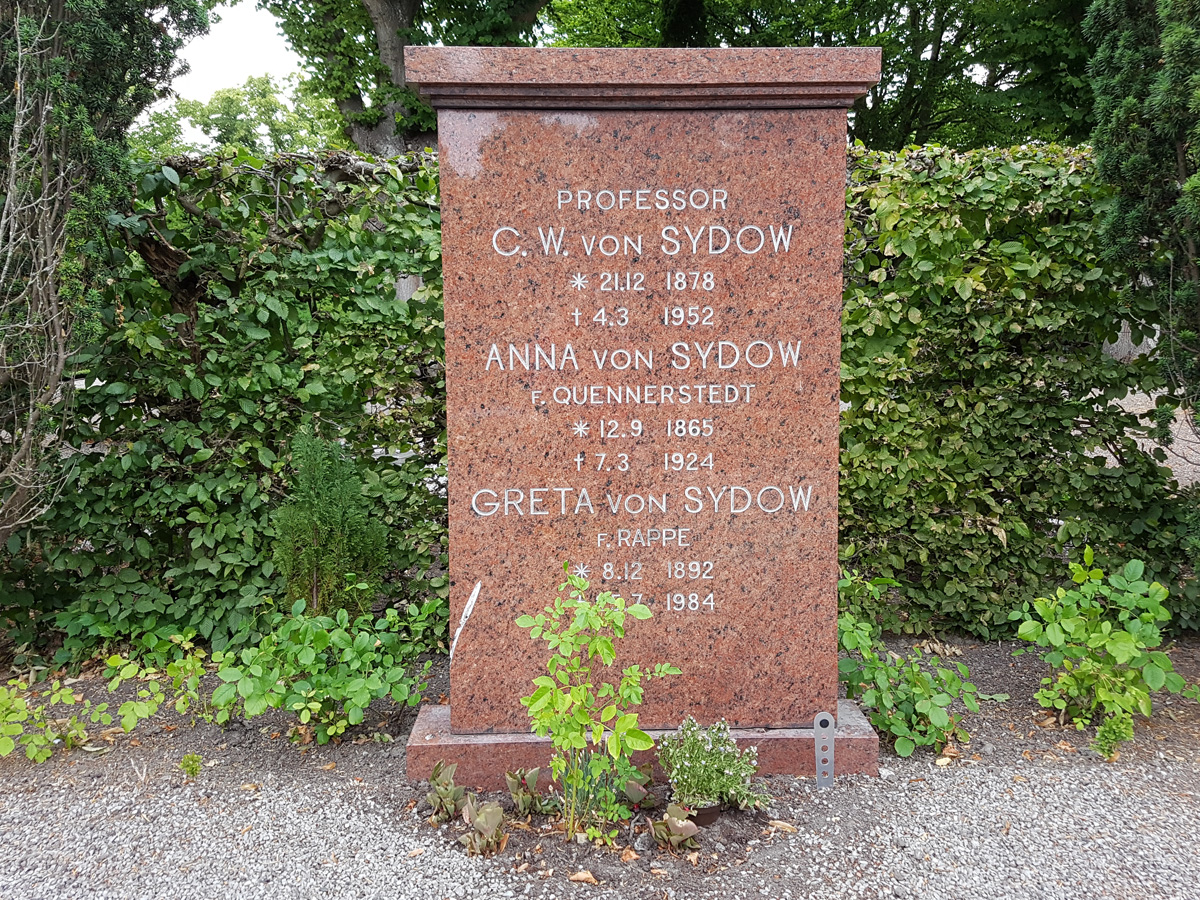 PROFESSOR
C. W. VON SYDOW
* 21.12 1878
† 4.3 1952
ANNA VON SYDOW
F. QUENNERSTEDT
* 12.9 1865
† 7.3 1924
GRETA VON SYDOW
F. RAPPE
* 8.12 1892
1984